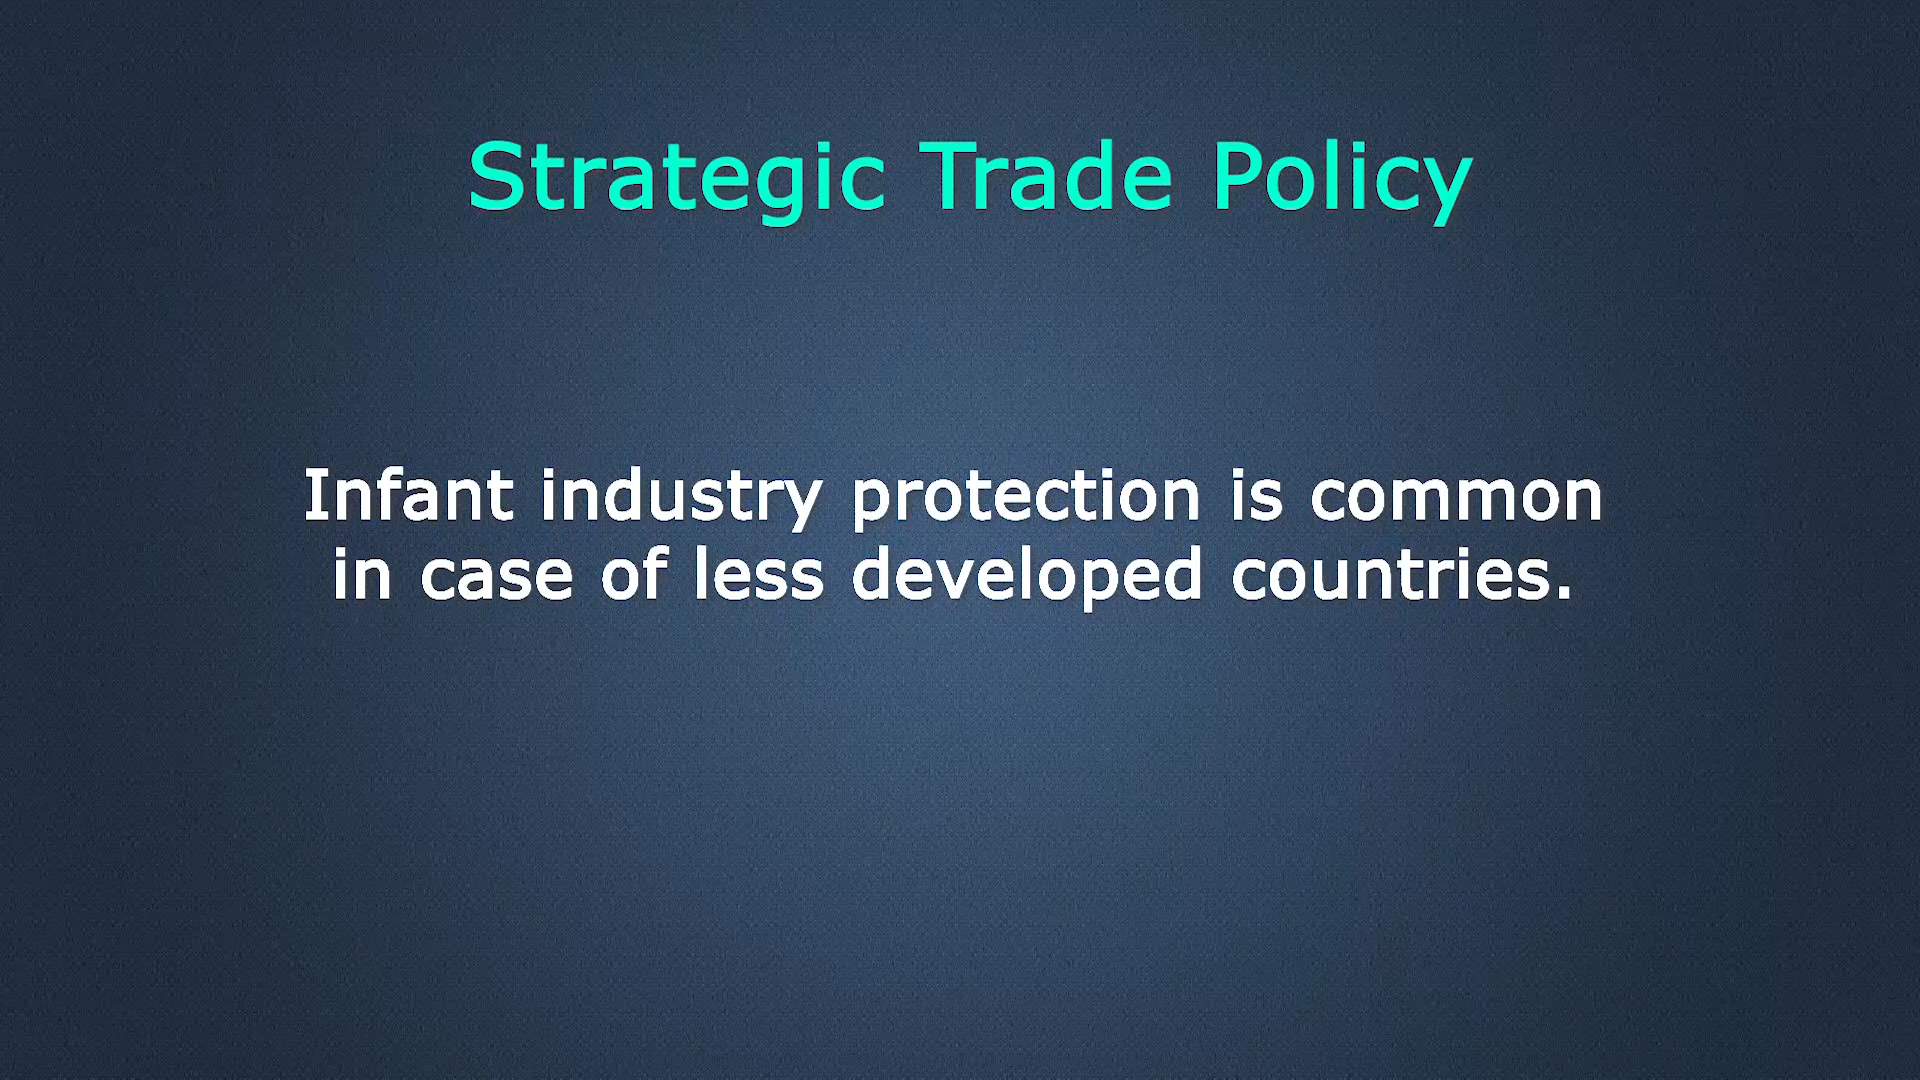 Strategic Trade Policy
Infant industry protection is common
in case of less developed countries.